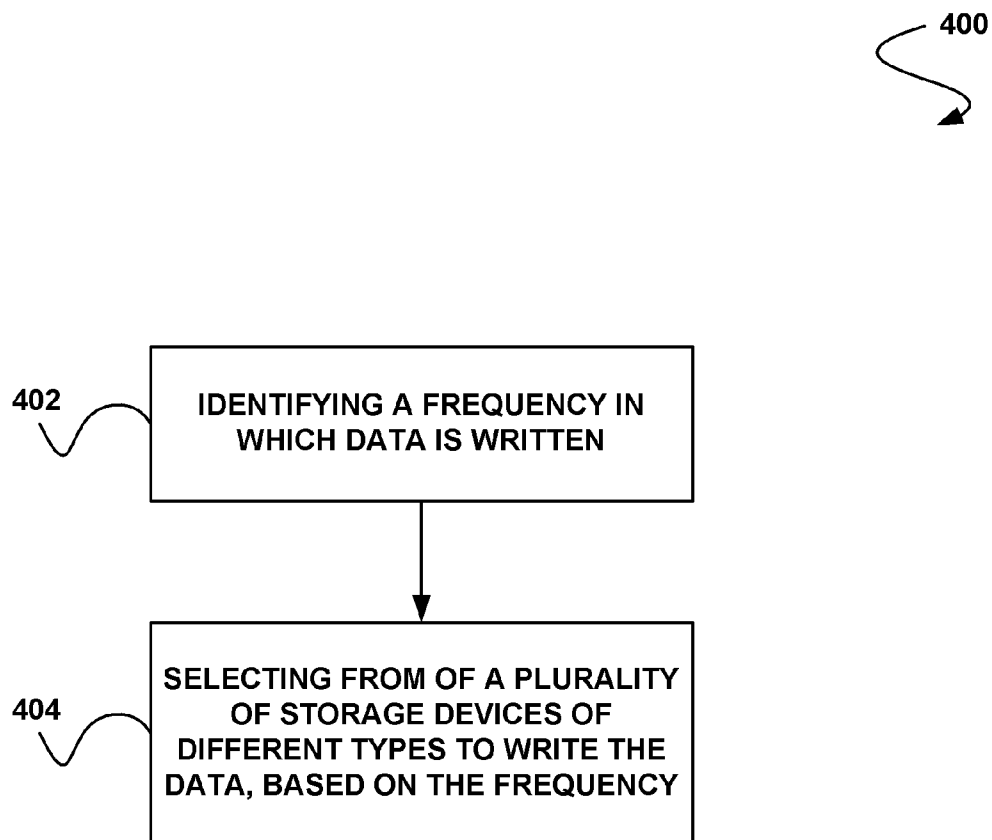 400
402
IDENTIFYING A FREQUENCY IN
WHICH DATA IS WRITTEN
404
SELECTING FROM OF A PLURALITY
OF STORAGE DEVICES OF
DIFFERENT TYPES TO WRITE THE
DATA, BASED ON THE FREQUENCY